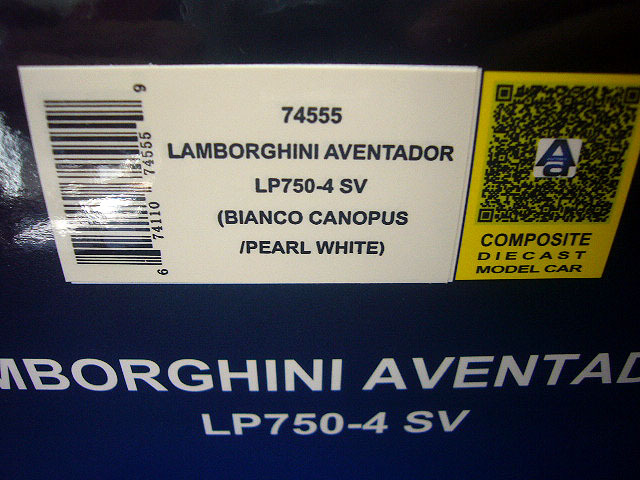 74555
LAMBORGHINI AVENTADOR
LP750-4 SV
(BIANCO CANOPUS
/PEARL WHITE)
6 74110 74555 9
COMPOSITE
DIECAST
MODEL CAR
MBORGHINI AVENTAD
LP750-4 SV